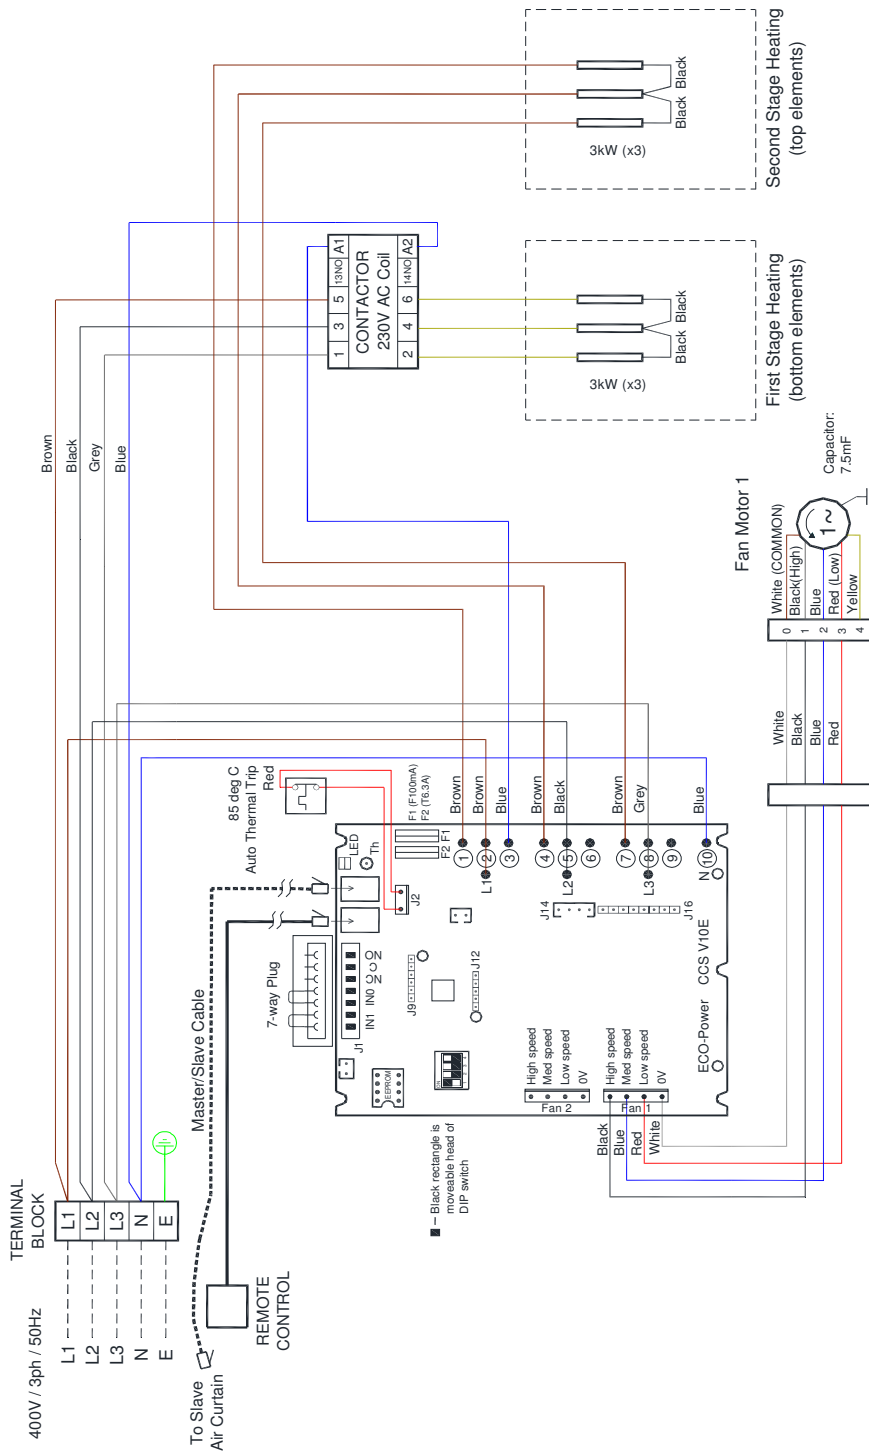 400V / 3ph / 50Hz
L1
L2
L3
N
E
TERMINAL
BLOCK
L1
L2
L3
N
E
To Slave
Air Curtain
REMOTE
CONTROL
Master/Slave Cable
Brown
Black
Grey
Blue
7-way Plug
85 deg C
Auto Thermal Trip
Red
F1 (F100mA)
F2 (T6.3A)
LED
Th
F2
F1
J2
J1
IN1
IN0
ON
ON
EEPROM
ON
1
2
3
4
■ – Black rectangle is
moveable head of
DIP switch
J9
J12
J14
J16
L1
L2
L3
N
1
2
3
4
5
6
7
8
9
10
Brown
Brown
Blue
Brown
Black
Brown
Grey
Blue
High speed
Med speed
Low speed
0V
Fan 2
High speed
Med speed
Low speed
0V
Fan 1
ECO-Power
CCS V10E
Black
Blue
Red
White
White
Black
Blue
Red
0
1
2
3
4
White (COMMON)
Black(High)
Blue
Red (Low)
Yellow
Fan Motor 1
1~
Capacitor:
7.5mF
1
3
5
13NO
A1
CONTACTOR
230V AC Coil
2
4
6
14NO
A2
3kW (x3)
Black
Black
First Stage Heating
(bottom elements)
3kW (x3)
Black
Black
Second Stage Heating
(top elements)